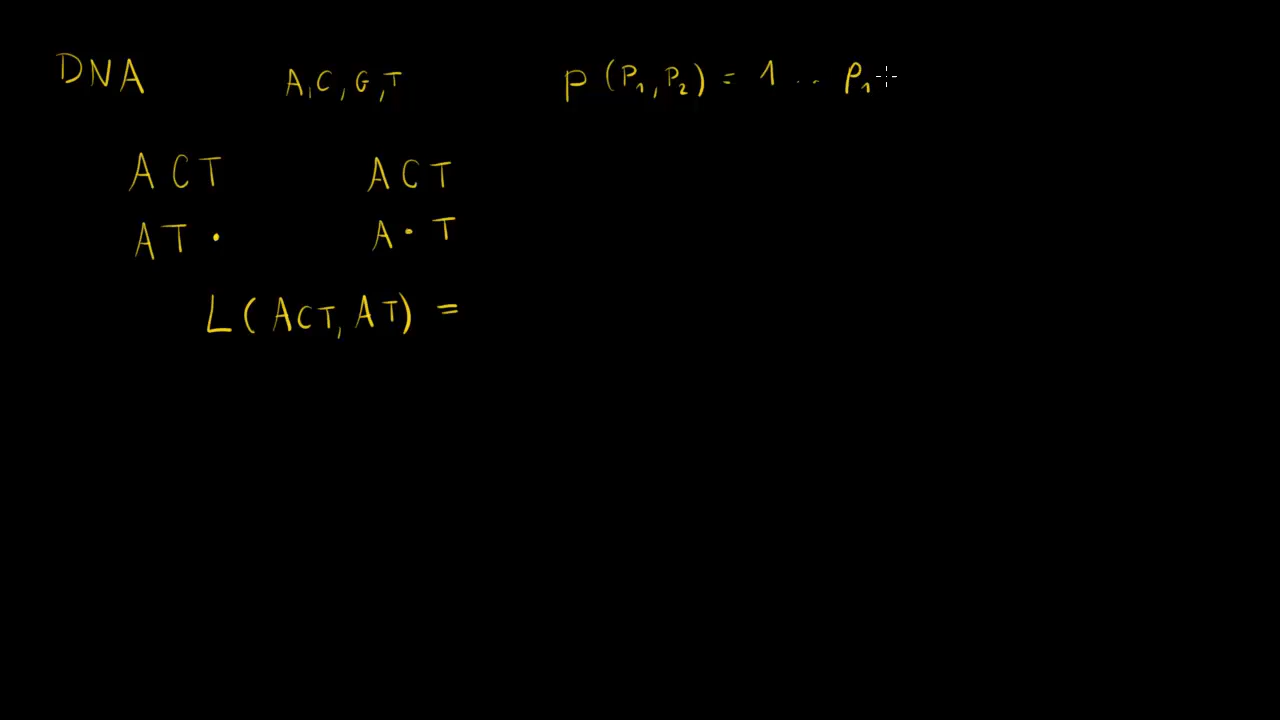 DNA A, C, G, T p (P₁, P₂) = 1 .. P₁
ACT ACT
AT · A · T
L ( ACT, AT) =